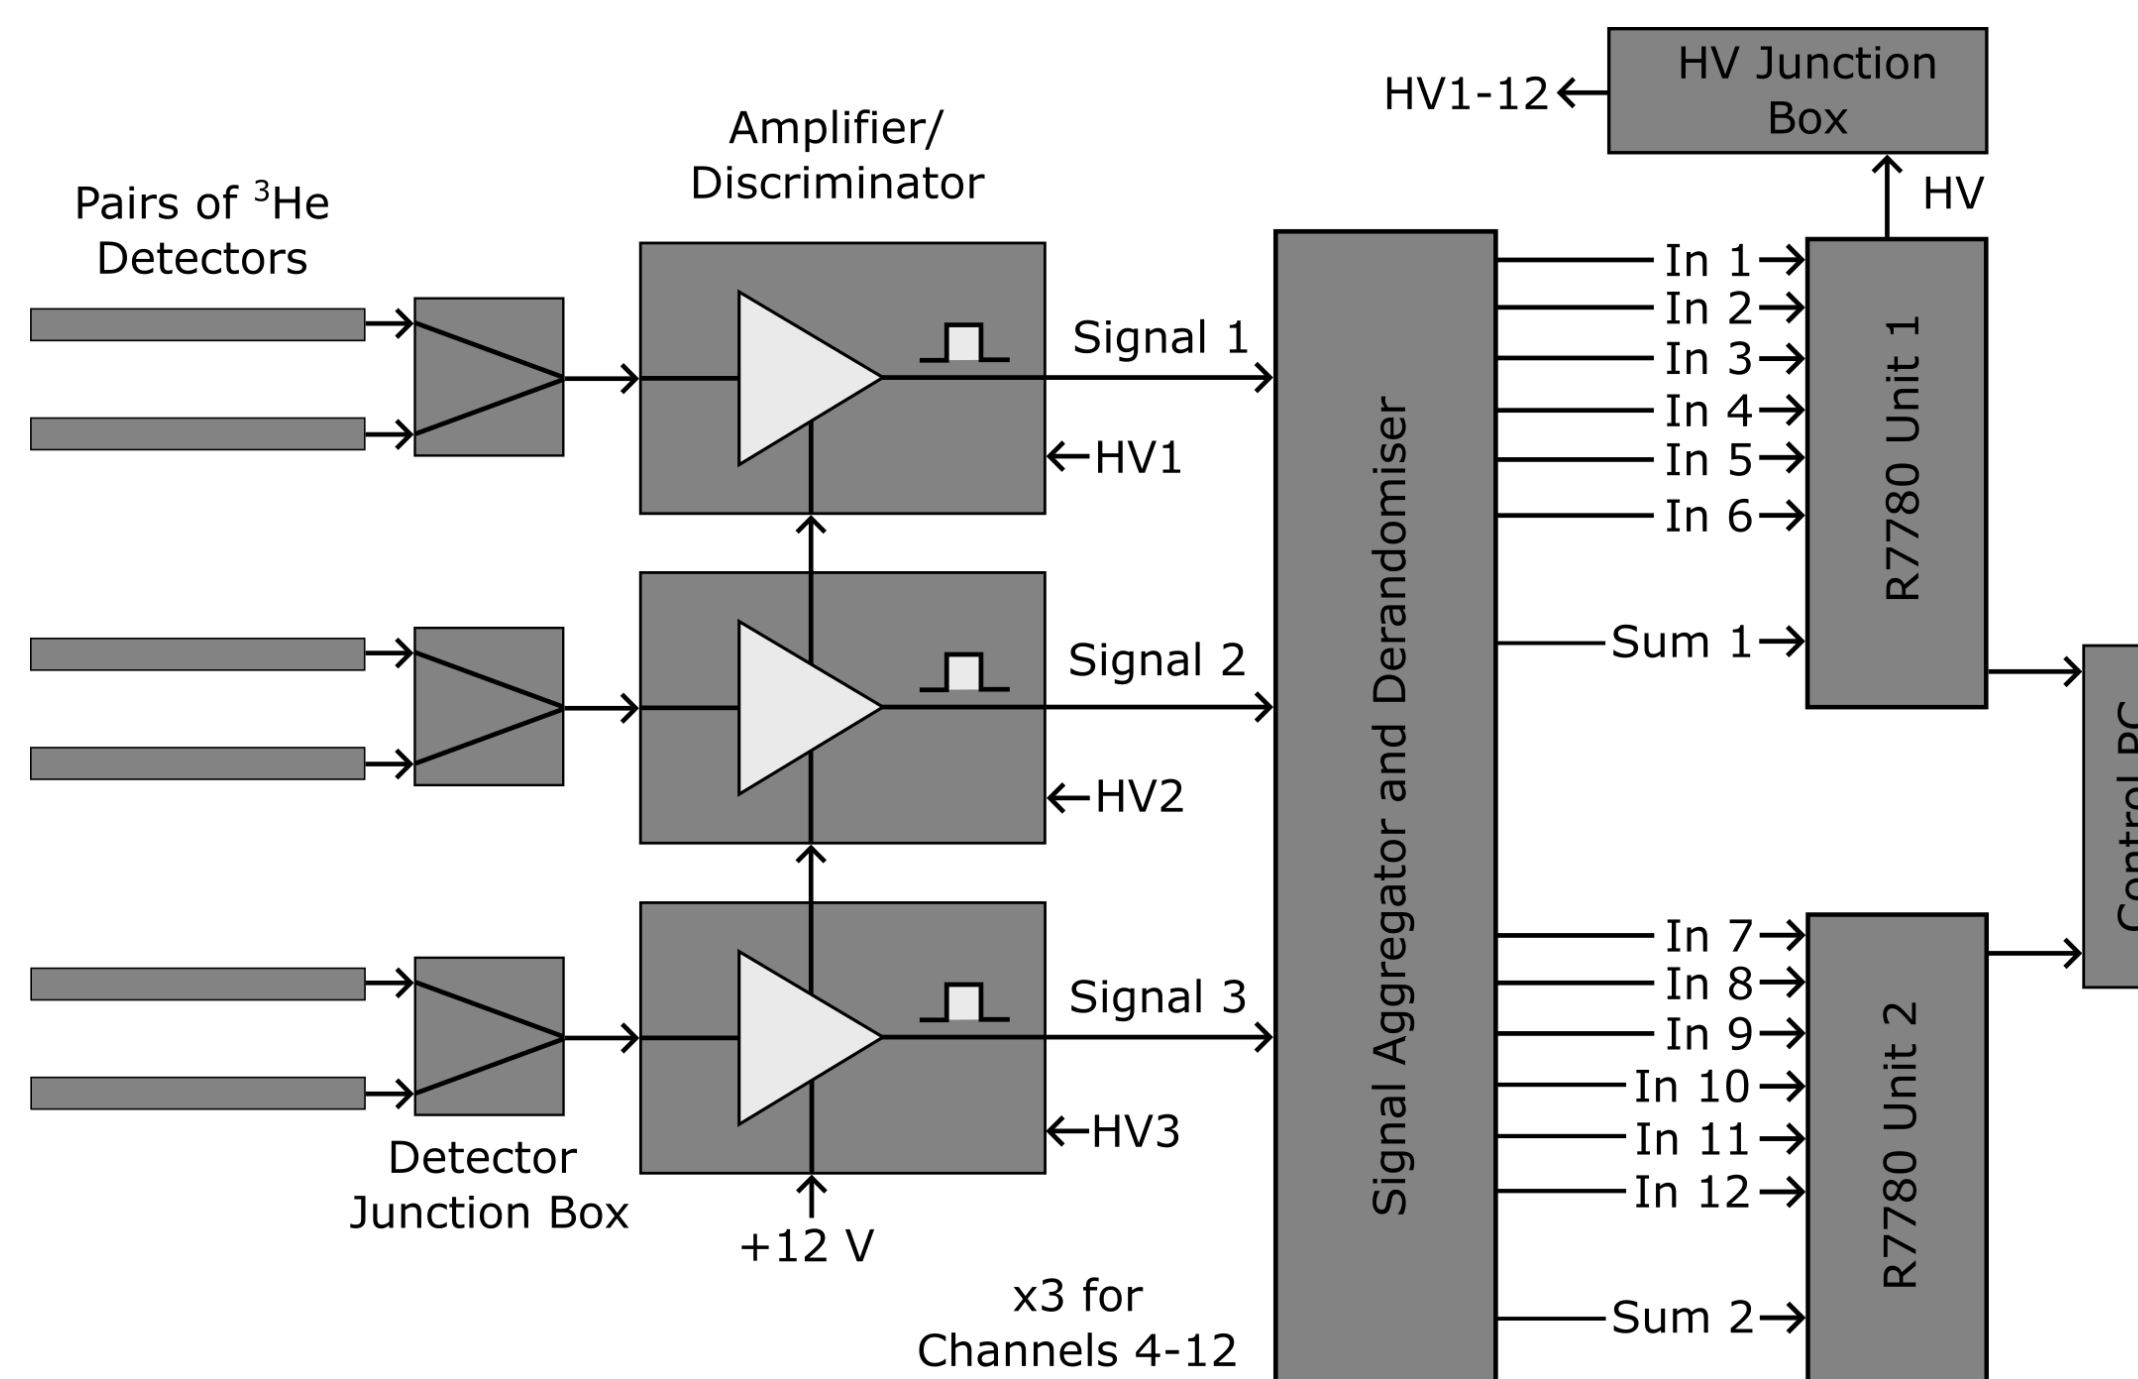 HV Junction
Box
HV1-12
HV
Amplifier/
Discriminator
Pairs of ³He
Detectors
Signal 1
HV1
Signal 2
HV2
Signal 3
HV3
Detector
Junction Box
+12 V
x3 for
Channels 4-12
Signal Aggregator and Derandomiser
In 1
In 2
In 3
In 4
In 5
In 6
Sum 1
R7780 Unit 1
In 7
In 8
In 9
In 10
In 11
In 12
Sum 2
R7780 Unit 2
Control PC